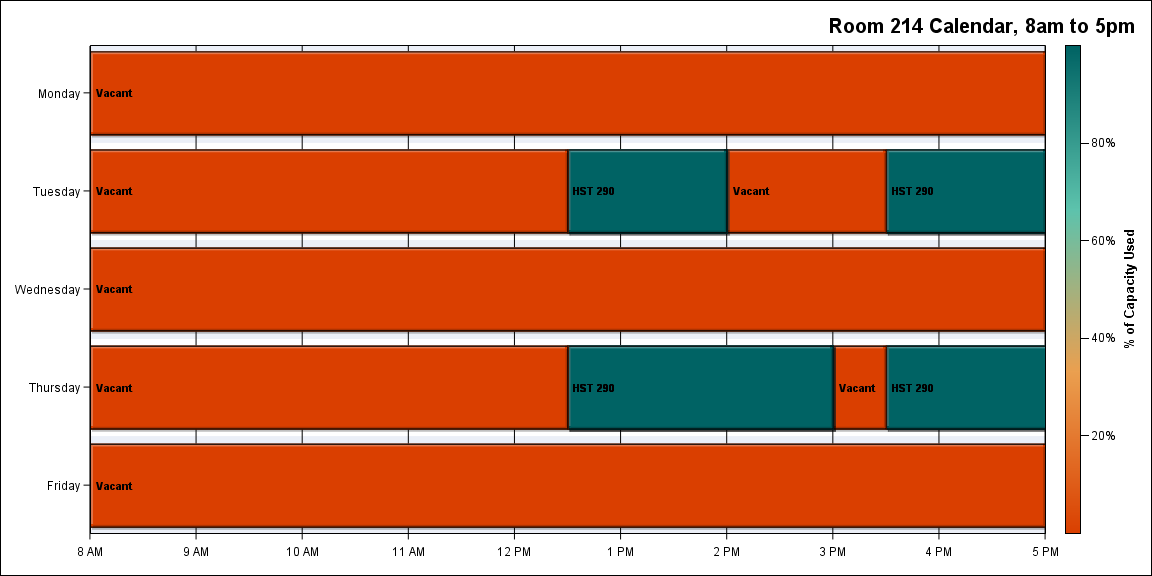 Room 214 Calendar, 8am to 5pm
Monday
Vacant
Tuesday
Vacant
HST 290
Vacant
HST 290
Wednesday
Vacant
Thursday
Vacant
HST 290
Vacant
HST 290
Friday
Vacant
8 AM
9 AM
10 AM
11 AM
12 PM
1 PM
2 PM
3 PM
4 PM
5 PM
80%
60%
40%
20%
% of Capacity Used